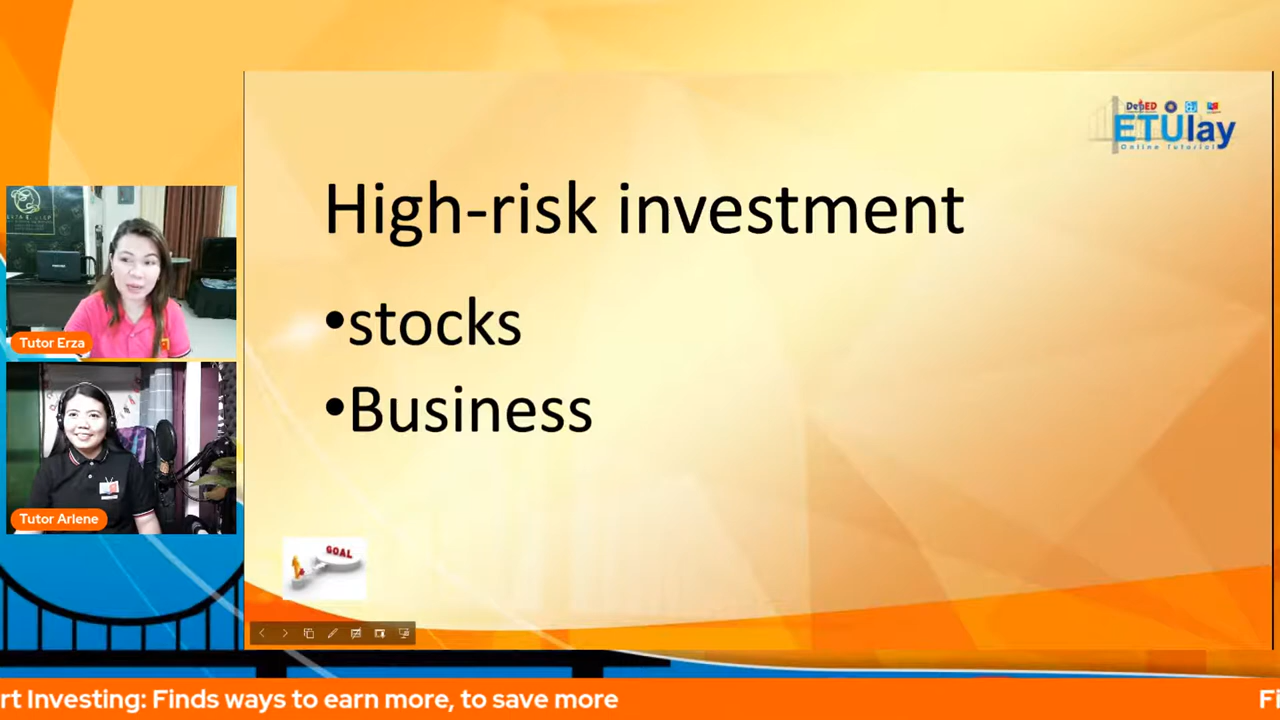 DepED
ETUlay
Online Tutorial
High-risk investment
•stocks
•Business
Tutor Erza
Tutor Arlene
GOAL
rt Investing: Finds ways to earn more, to save more
Fi